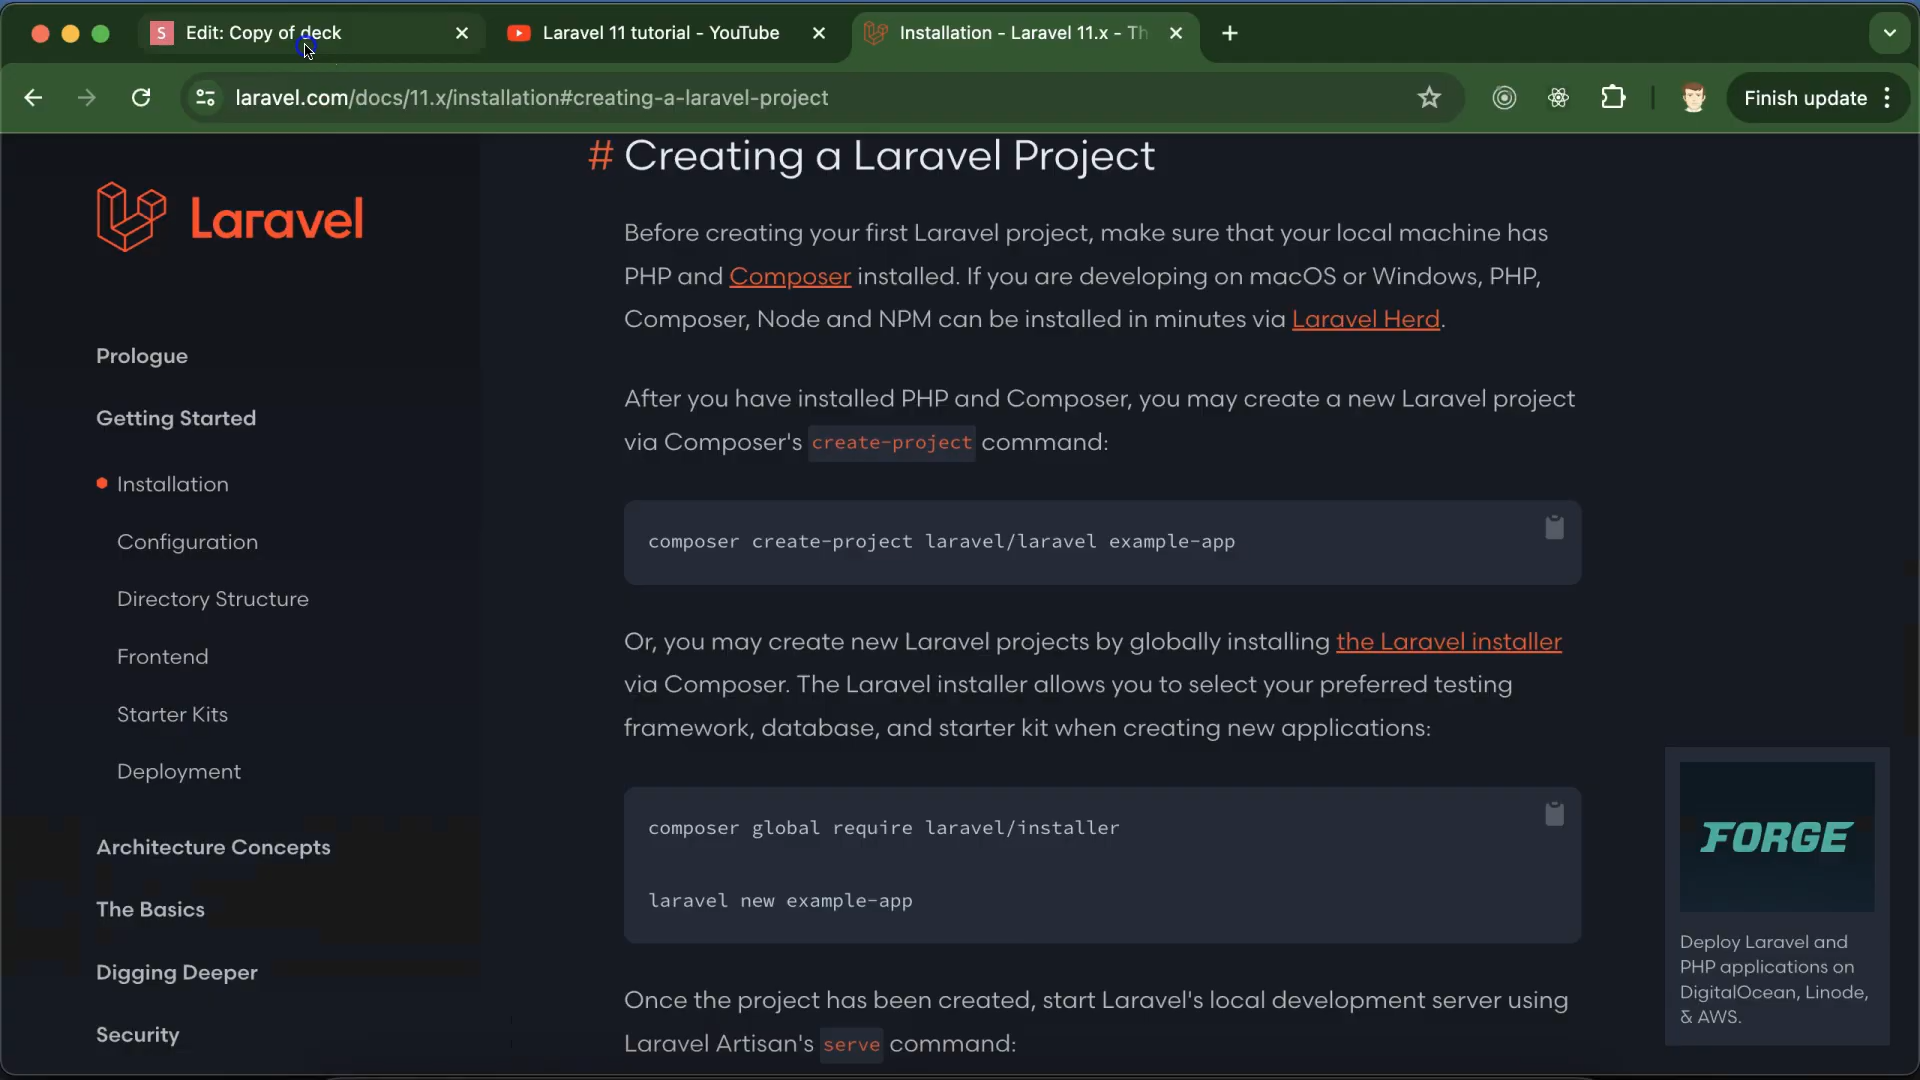 S Edit: Copy of deck
Laravel 11 tutorial - YouTube
Installation - Laravel 11.x - Th
laravel.com/docs/11.x/installation#creating-a-laravel-project
Finish update
Laravel
Prologue
Getting Started
Installation
Configuration
Directory Structure
Frontend
Starter Kits
Deployment
Architecture Concepts
The Basics
Digging Deeper
Security
# Creating a Laravel Project
Before creating your first Laravel project, make sure that your local machine has
PHP and Composer installed. If you are developing on macOS or Windows, PHP,
Composer, Node and NPM can be installed in minutes via Laravel Herd.
After you have installed PHP and Composer, you may create a new Laravel project
via Composer's create-project command:
composer create-project laravel/laravel example-app
Or, you may create new Laravel projects by globally installing the Laravel installer
via Composer. The Laravel installer allows you to select your preferred testing
framework, database, and starter kit when creating new applications:
composer global require laravel/installer
laravel new example-app
Once the project has been created, start Laravel's local development server using
Laravel Artisan's serve command:
FORGE
Deploy Laravel and
PHP applications on
DigitalOcean, Linode,
& AWS.